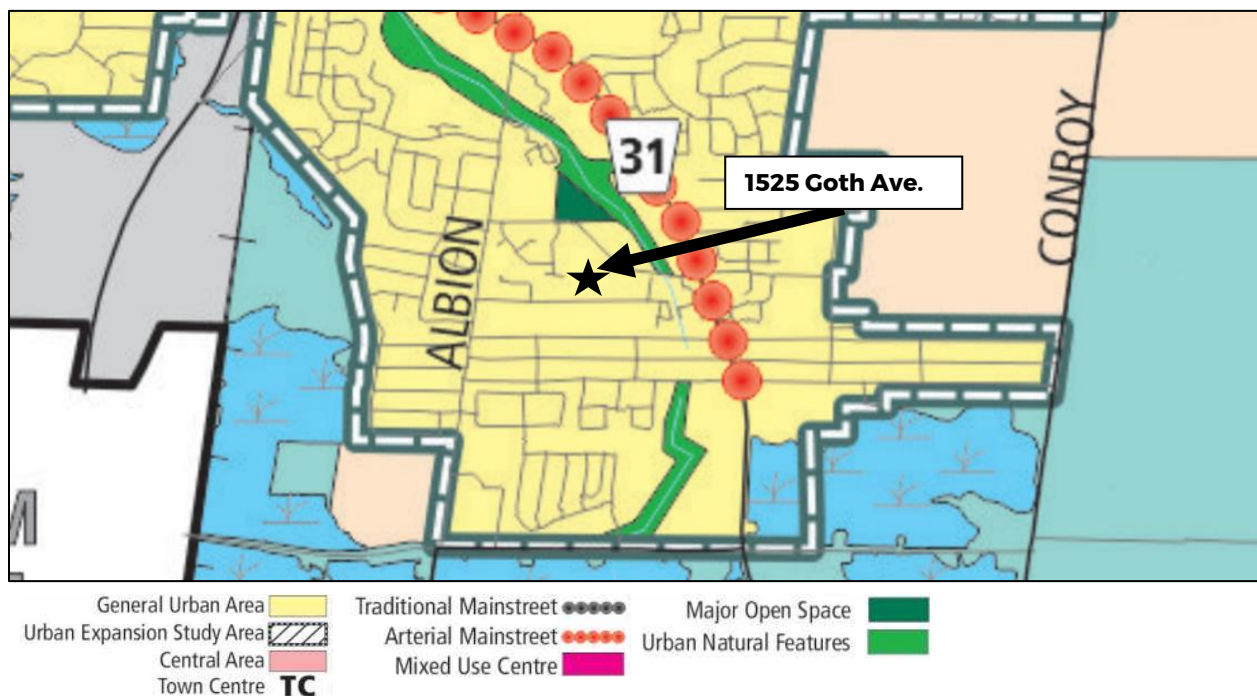 31
1525 Goth Ave.
CONROY
ALBION
M
General Urban Area
Urban Expansion Study Area
Central Area
Town Centre TC
Traditional Mainstreet
Arterial Mainstreet
Mixed Use Centre
Major Open Space
Urban Natural Features